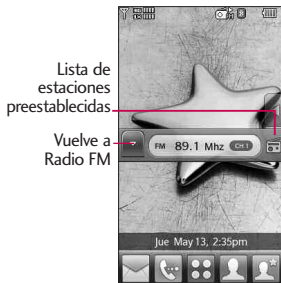 Lista de
estaciones
preestablecidas
Vuelve a
Radio FM
FM 89.1 Mhz CH 1
Jue May 13, 2:35pm